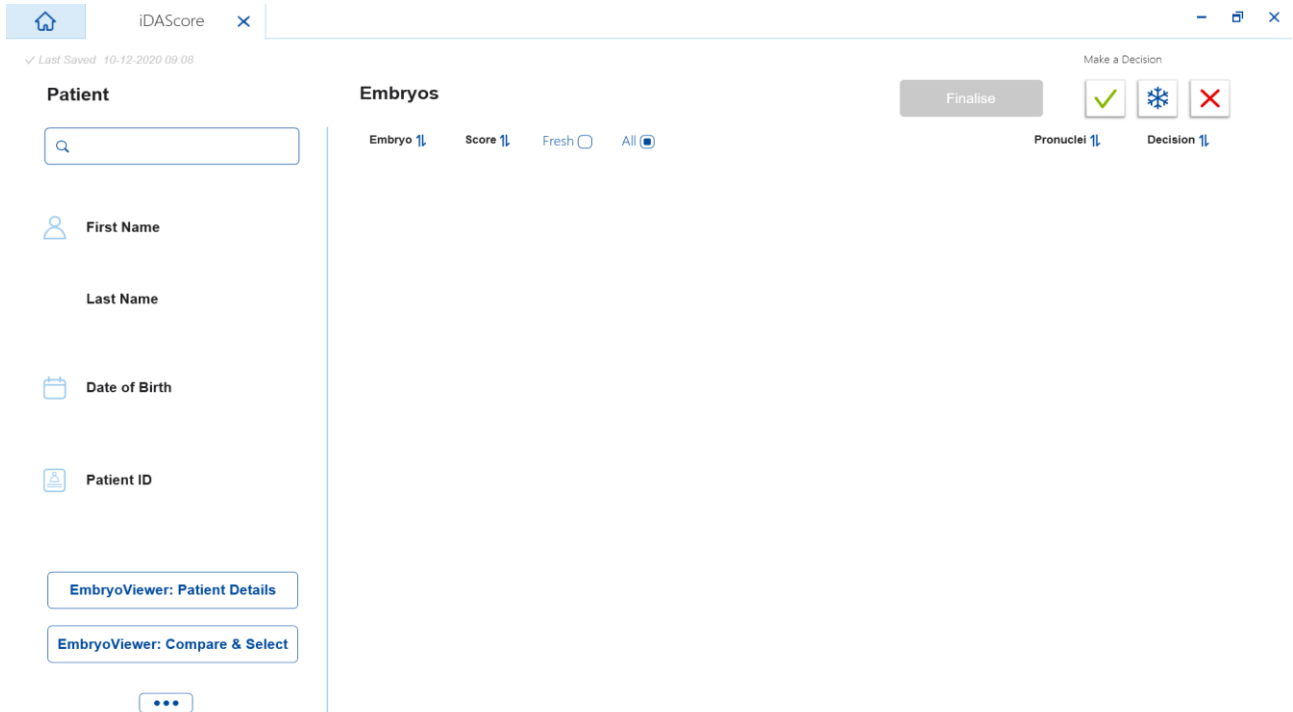 iDAScore
Last Saved 10-12-2020 09:08
Make a Decision
Patient
Embryos
Finalise
Embryo Score Fresh All Pronuclei Decision
First Name
Last Name
Date of Birth
Patient ID
EmbryoViewer: Patient Details
EmbryoViewer: Compare & Select